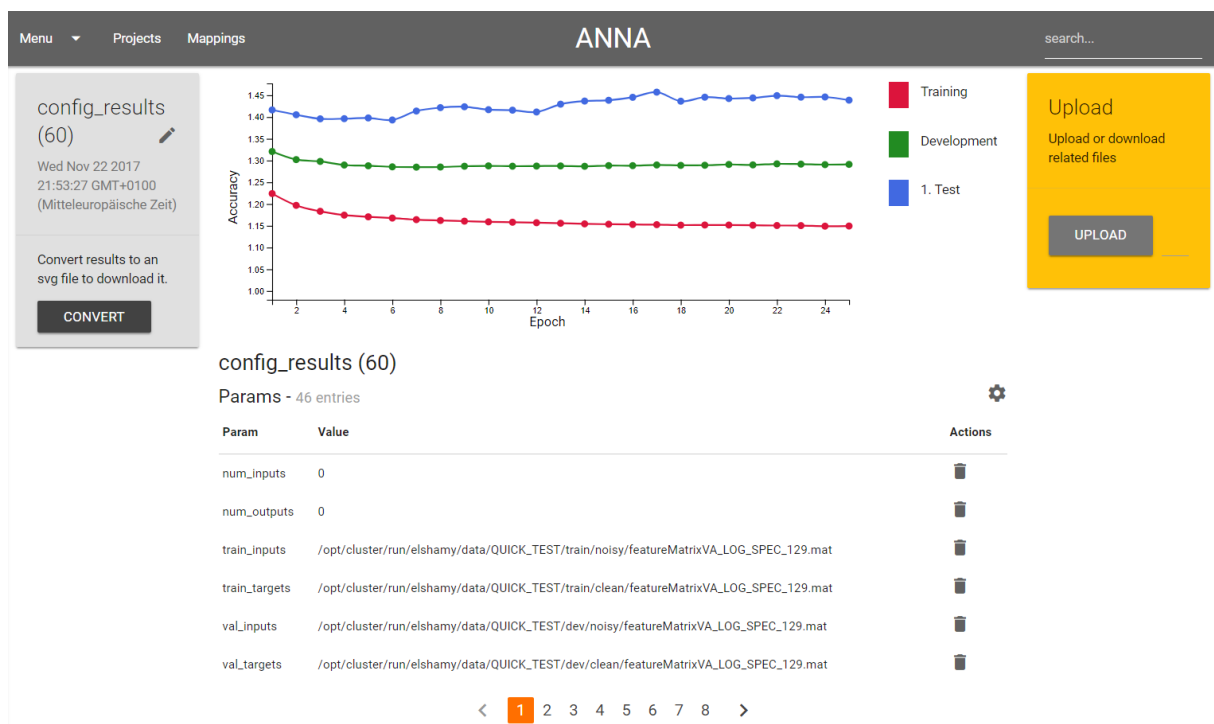 Menu Projects Mappings ANNA search...
config_results
(60)
Wed Nov 22 2017
21:53:27 GMT+0100
(Mitteleuropäische Zeit)
Convert results to an
svg file to download it.
CONVERT
Accuracy
1.45
1.40
1.35
1.30
1.25
1.20
1.15
1.10
1.05
1.00
2 4 6 8 10 12 14 16 18 20 22 24
Epoch
Training
Development
1. Test
Upload
Upload or download
related files
UPLOAD
config_results (60)
Params - 46 entries
Param Value Actions
num_inputs 0
num_outputs 0
train_inputs /opt/cluster/run/elshamy/data/QUICK_TEST/train/noisy/featureMatrixVA_LOG_SPEC_129.mat
train_targets /opt/cluster/run/elshamy/data/QUICK_TEST/train/clean/featureMatrixVA_LOG_SPEC_129.mat
val_inputs /opt/cluster/run/elshamy/data/QUICK_TEST/dev/noisy/featureMatrixVA_LOG_SPEC_129.mat
val_targets /opt/cluster/run/elshamy/data/QUICK_TEST/dev/clean/featureMatrixVA_LOG_SPEC_129.mat
1 2 3 4 5 6 7 8